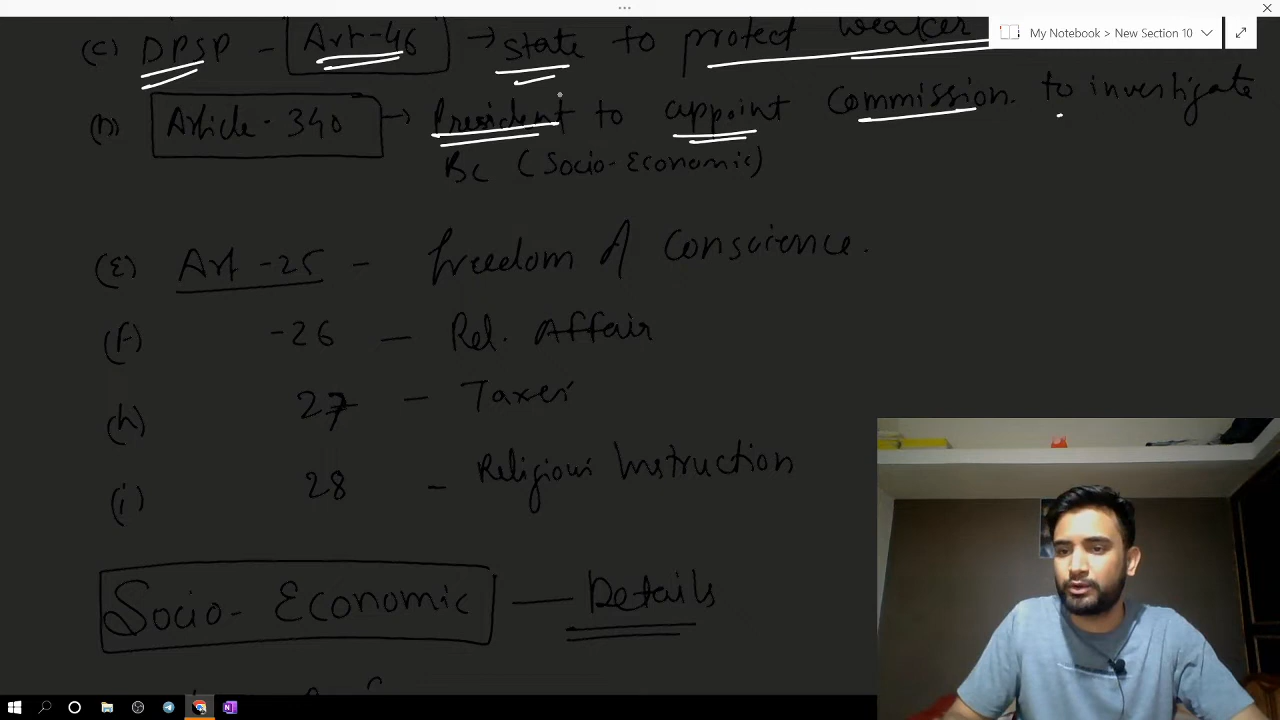 (c) DPSP - Art-46 → State to protect weaker
My Notebook > New Section 10
(D) Article - 340 → President to appoint Commission to investigate
BC (Socio-Economic)
(E) Art -25 - freedom of Conscience.
(f) -26 - Rel. Affair
(h) 27 - Taxes
(i) 28 - Religious Instruction
Socio-Economic - Details